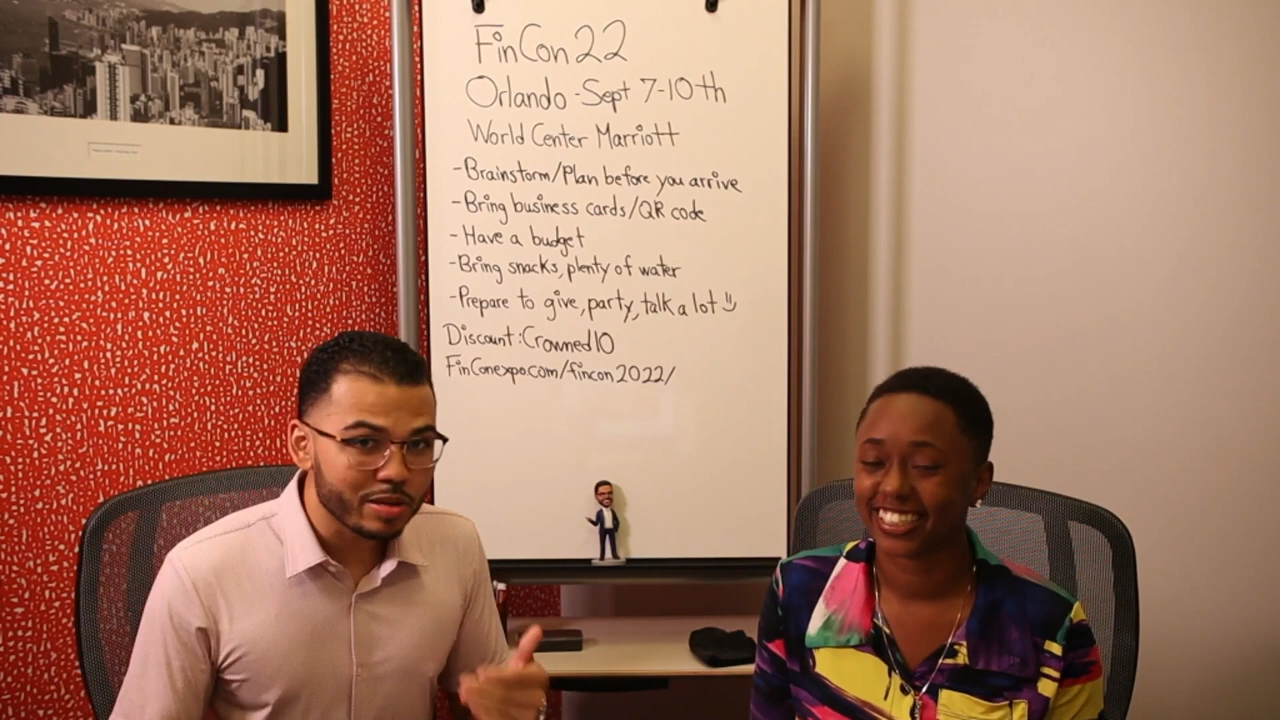 FinCon22
Orlando-Sept 7-10th
World Center Marriott
-Brainstorm/Plan before you arrive
-Bring business cards/QR code
-Have a budget
-Bring snacks, plenty of water
-Prepare to give, party, talk a lot
Discount: Crowned10
FinConexpo.com/fincon2022/